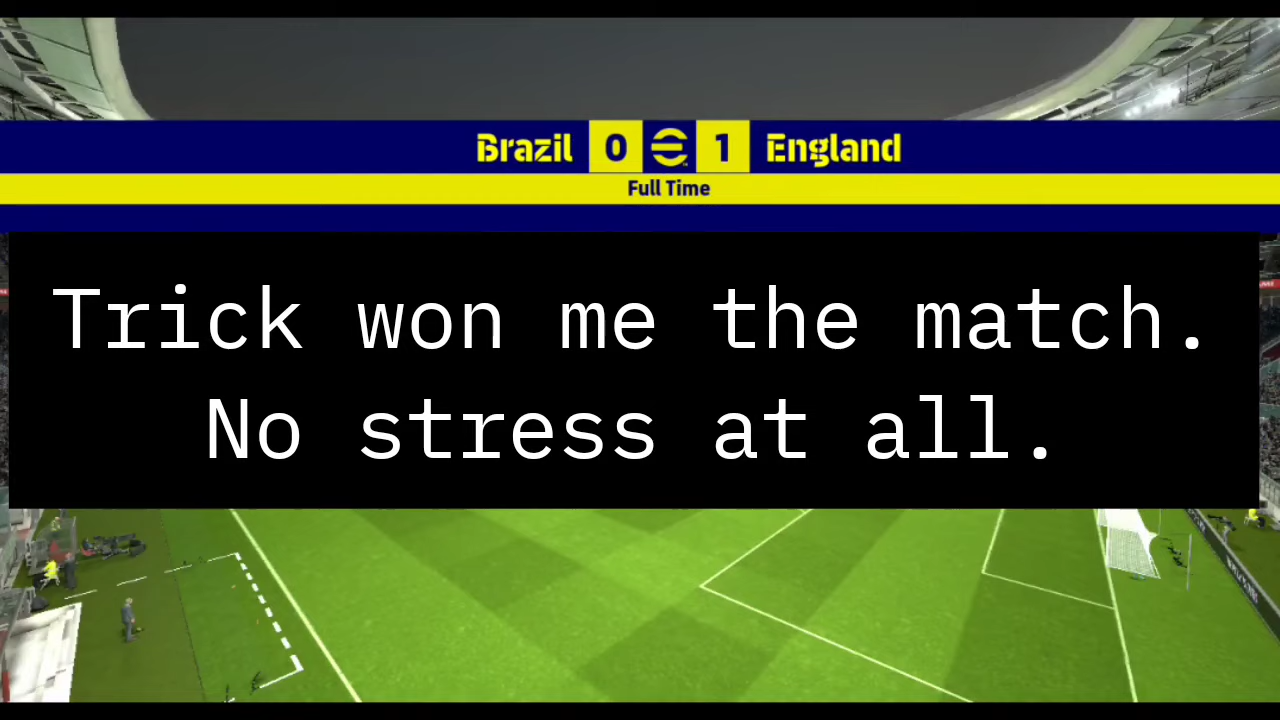 Brazil 0 1 England
Full Time
Trick won me the match.
No stress at all.